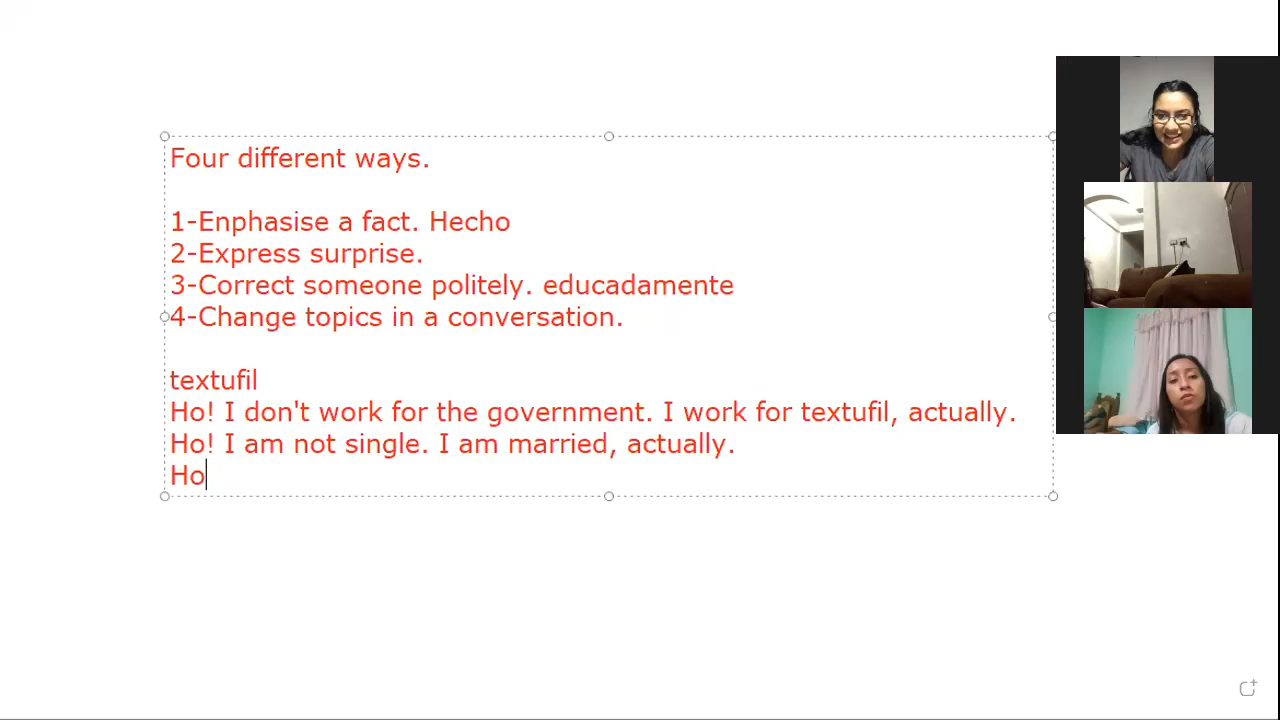 Four different ways.
1-Enphasise a fact. Hecho
2-Express surprise.
3-Correct someone politely. educadamente
4-Change topics in a conversation.
textufil
Ho! I don't work for the government. I work for textufil, actually.
Ho! I am not single. I am married, actually.
Ho